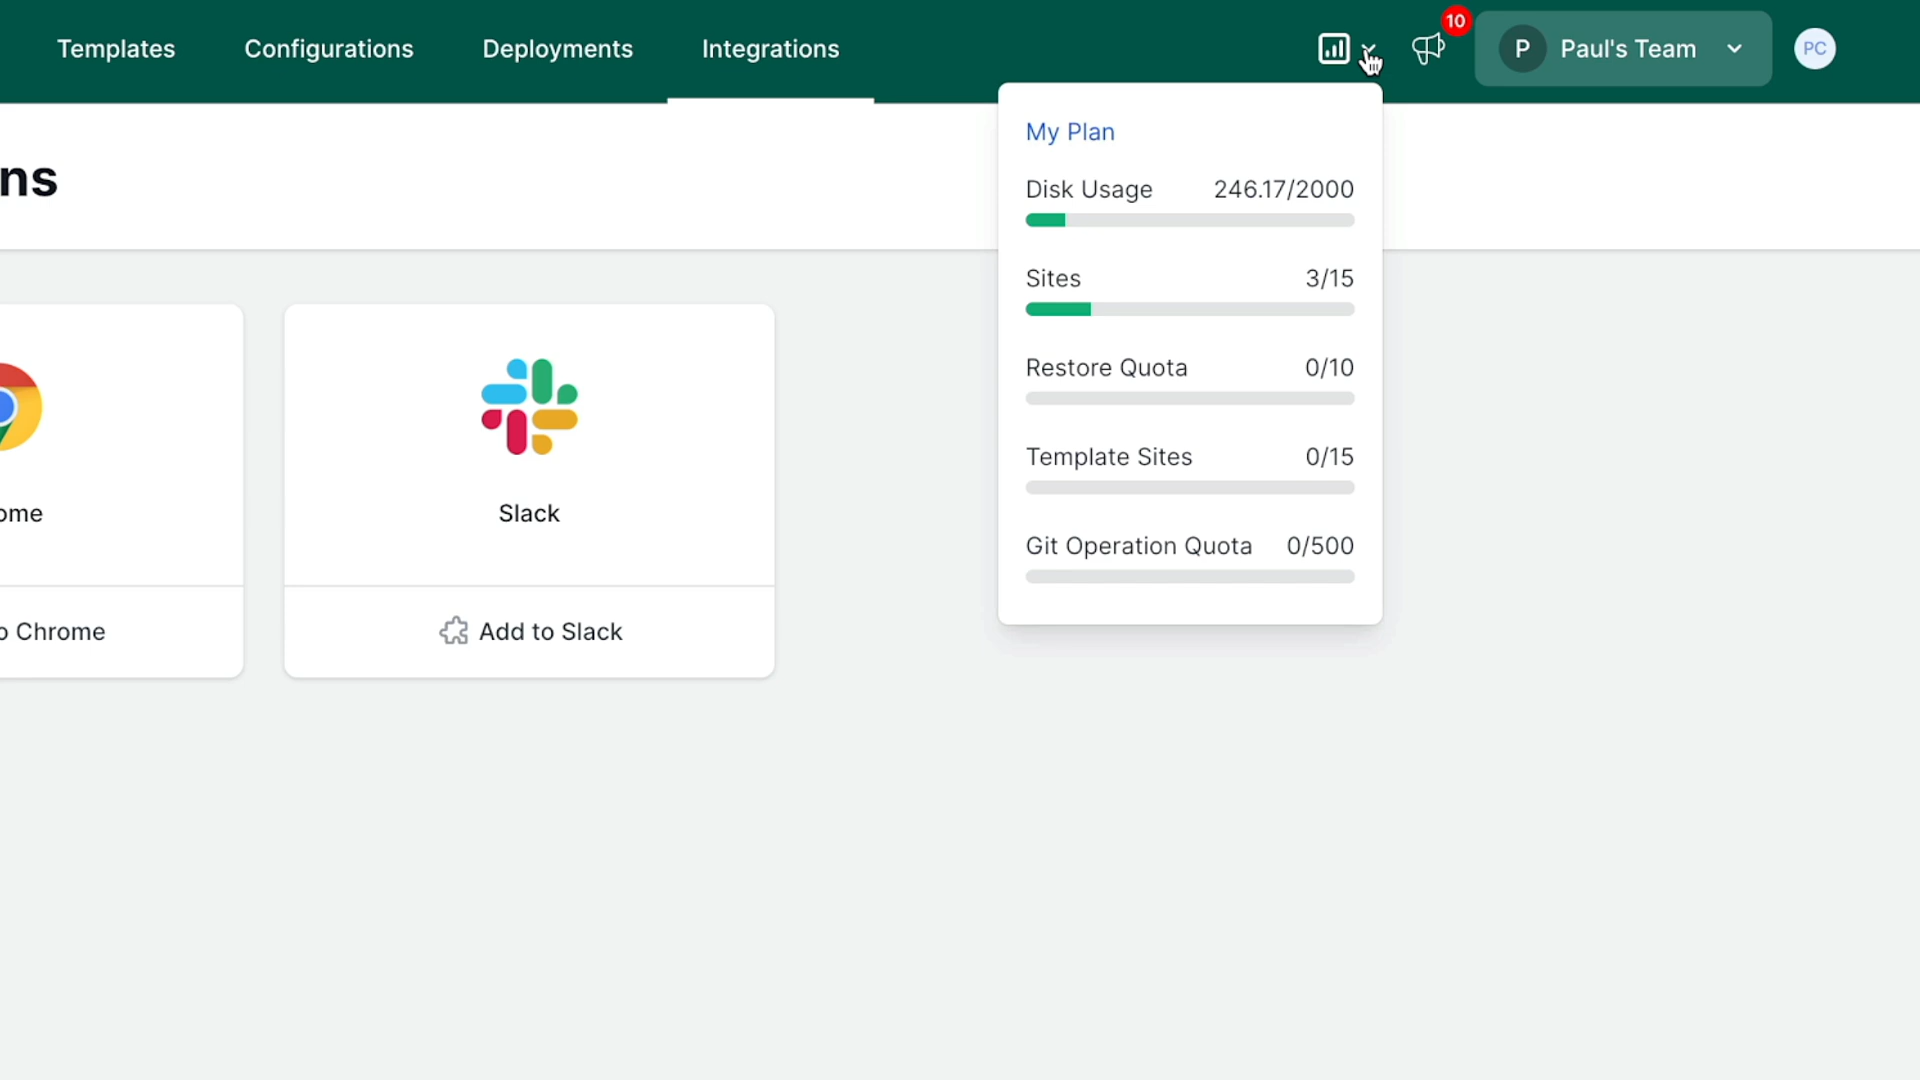 Templates Configurations Deployments Integrations 10 P Paul's Team PC
My Plan
ns
Disk Usage 246.17/2000
Sites 3/15
Restore Quota 0/10
Template Sites 0/15
Git Operation Quota 0/500
ome
Slack
o Chrome
Add to Slack